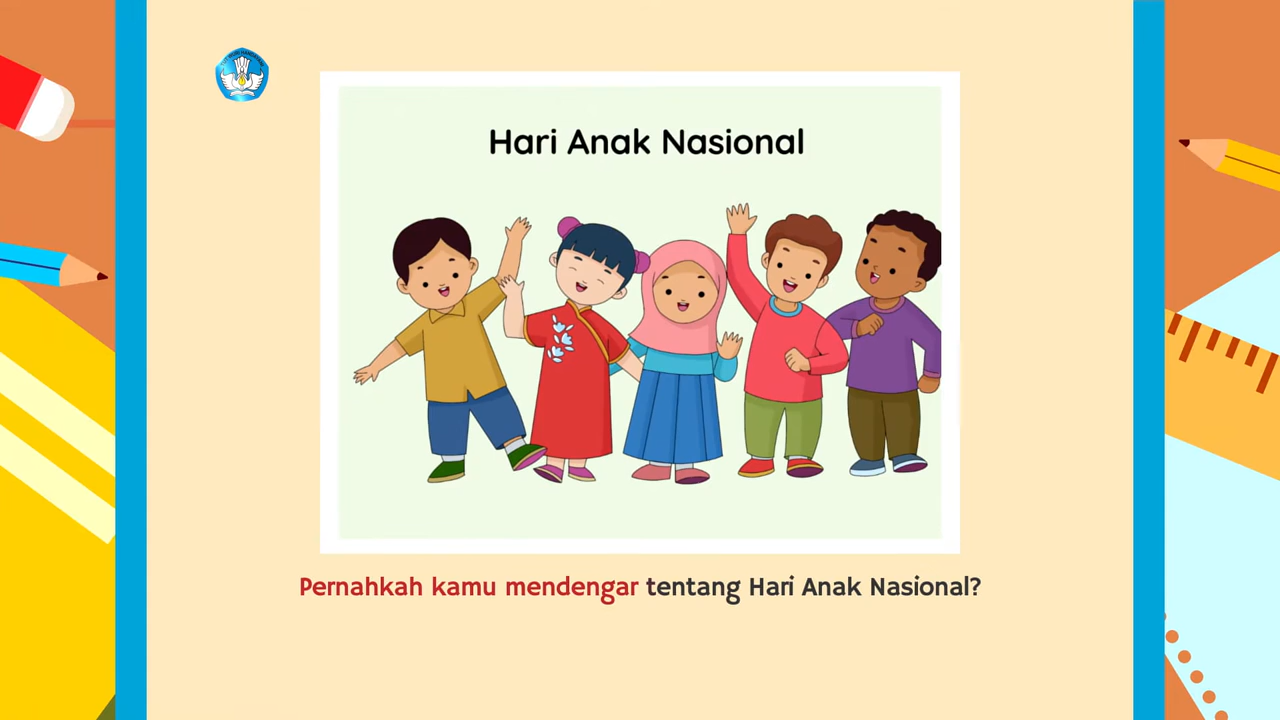 Hari Anak Nasional
Pernahkah kamu mendengar tentang Hari Anak Nasional?